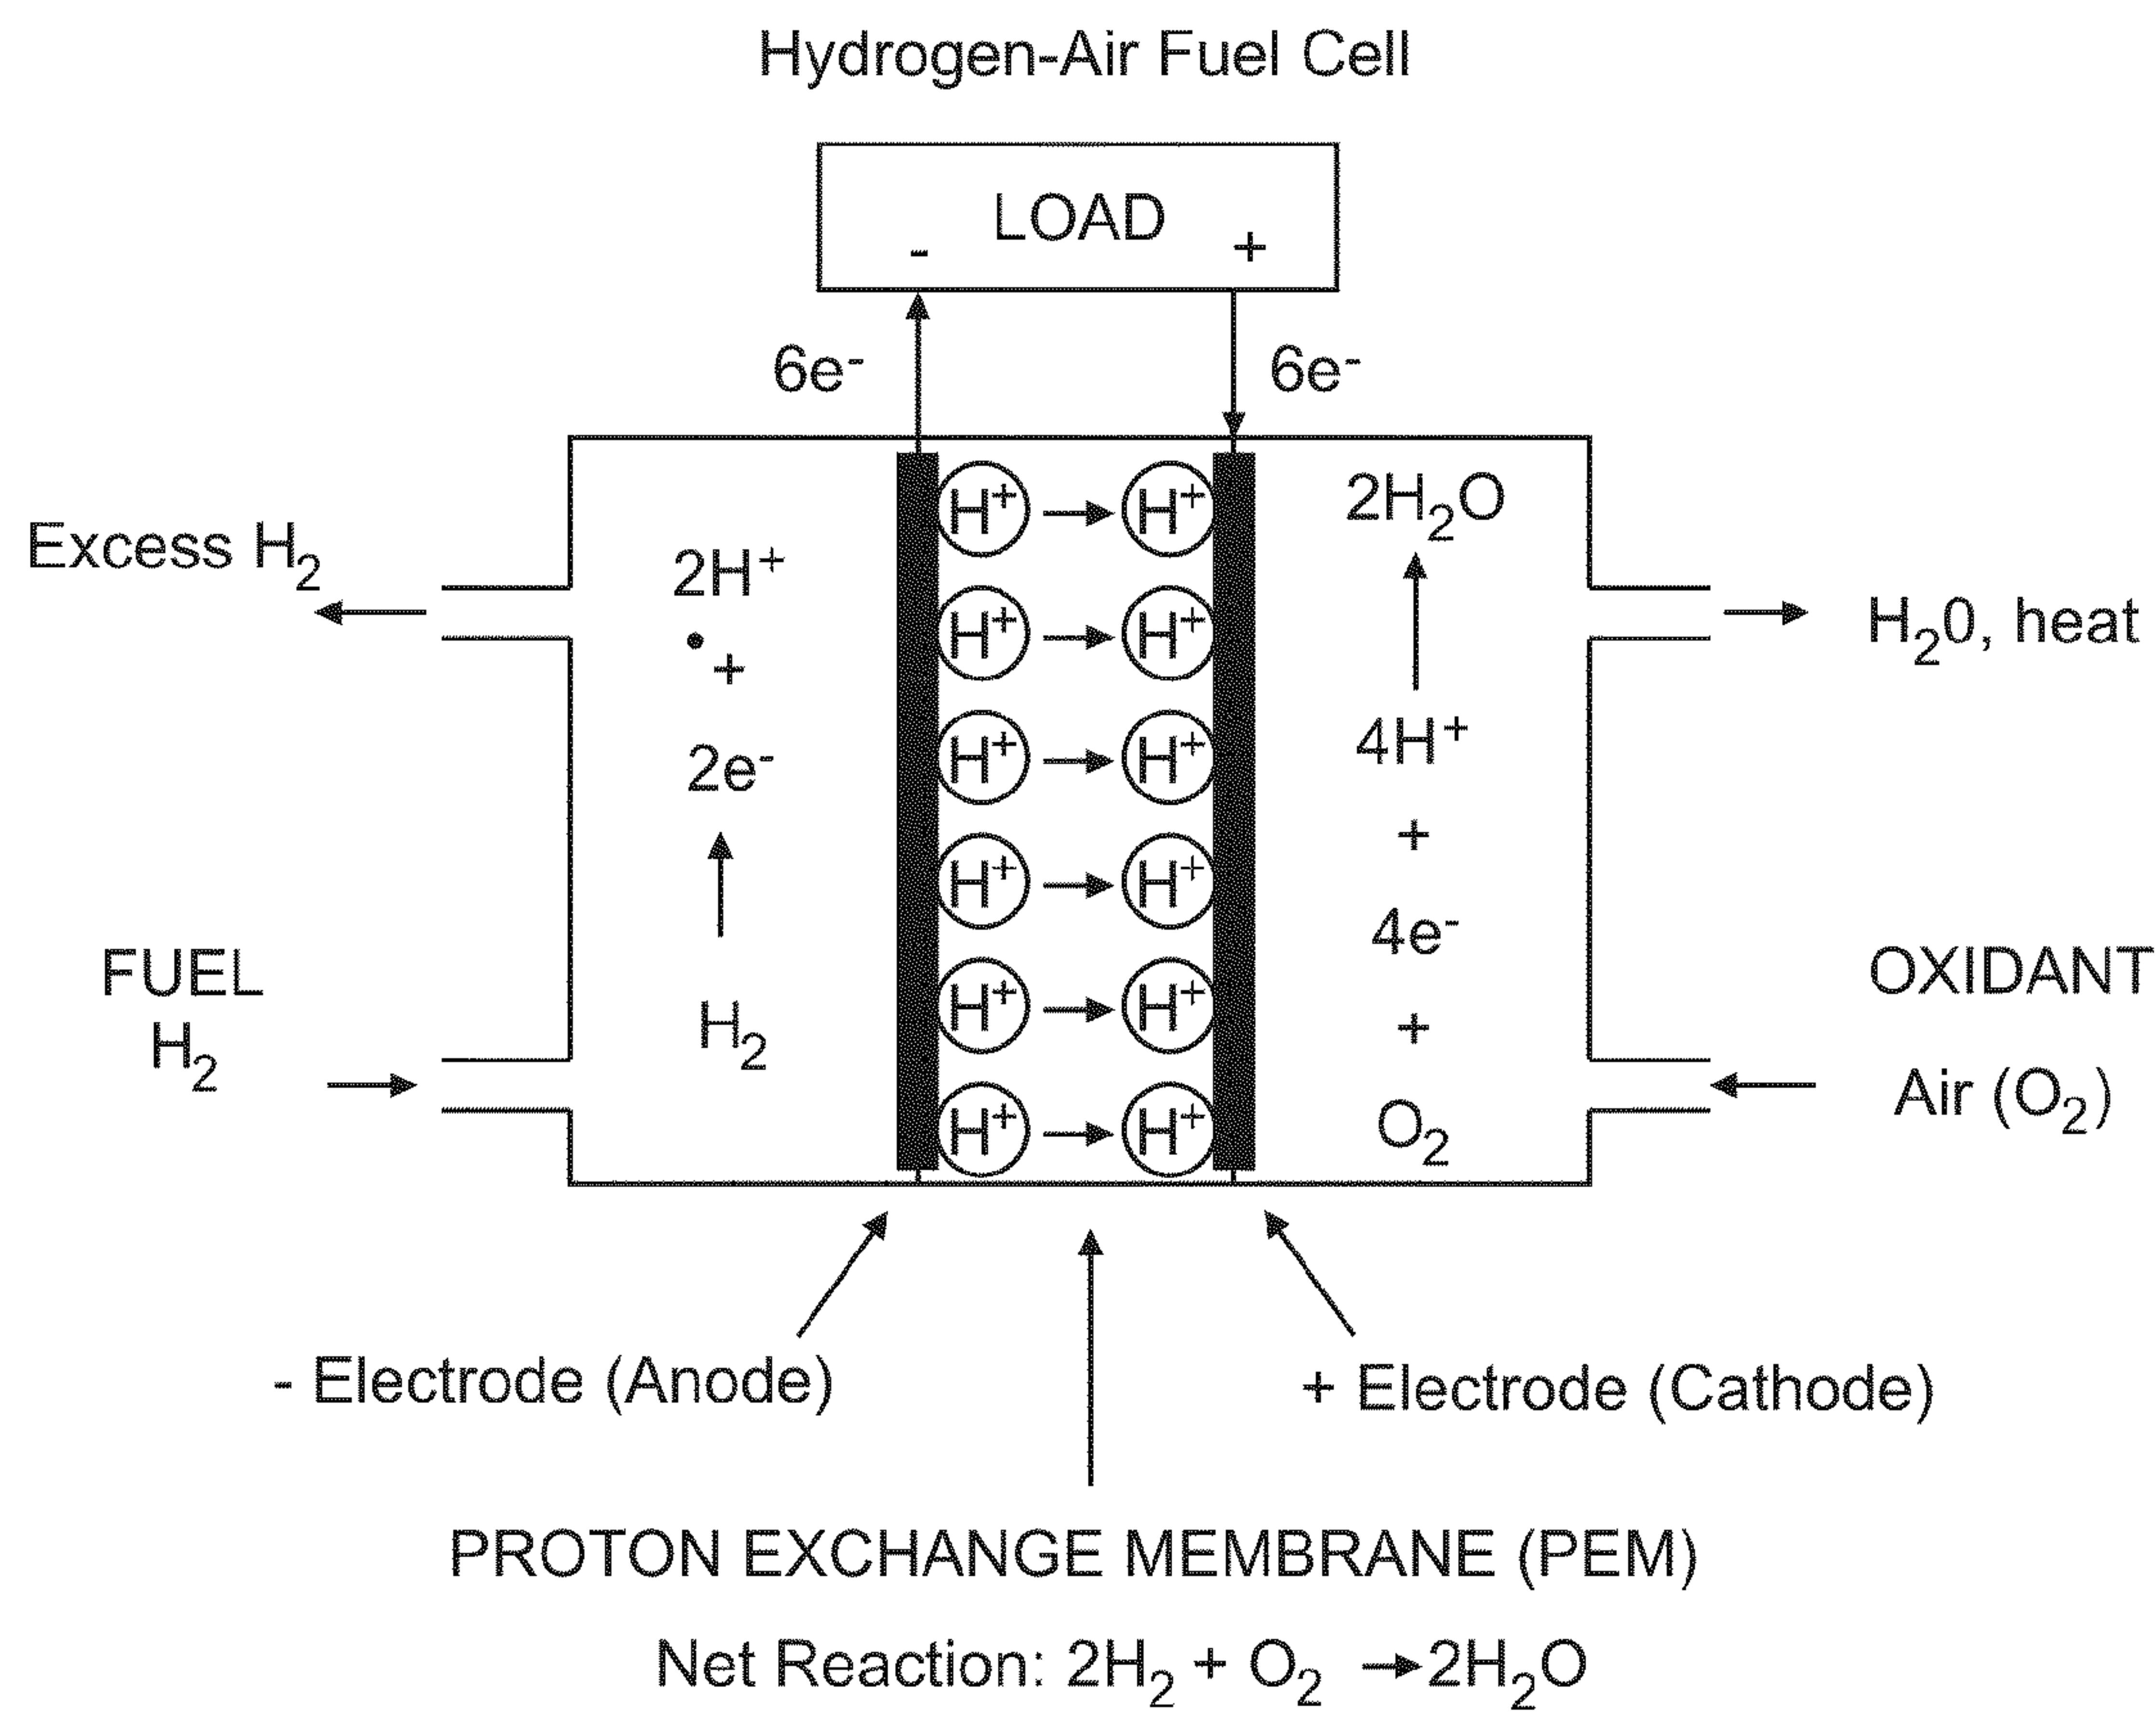 Hydrogen-Air Fuel Cell
LOAD
- +
6e⁻ 6e⁻
Excess H₂
2H⁺
+
2e⁻
H₂
FUEL
H₂
H⁺ H⁺
H⁺ H⁺
H⁺ H⁺
H⁺ H⁺
H⁺ H⁺
H⁺ H⁺
2H₂O
4H⁺
+
4e⁻
+
O₂
H₂0, heat
OXIDANT
Air (O₂)
- Electrode (Anode)
+ Electrode (Cathode)
PROTON EXCHANGE MEMBRANE (PEM)
Net Reaction: 2H₂ + O₂ →2H₂O